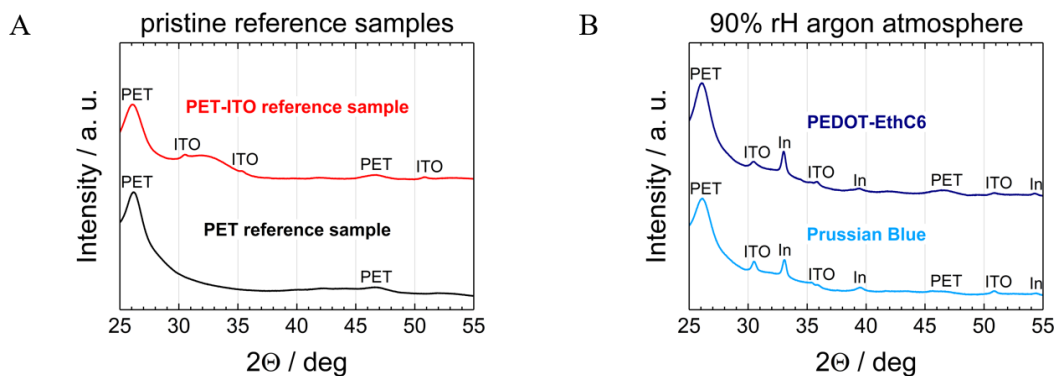 A
pristine reference samples
Intensity / a. u.
PET
PET-ITO reference sample
ITO
ITO
PET
ITO
PET
PET reference sample
PET
25 30 35 40 45 50 55
2Θ / deg
B
90% rH argon atmosphere
Intensity / a. u.
PET
PEDOT-EthC6
ITO
In
ITO
In
PET
ITO
In
PET
Prussian Blue
ITO
In
ITO
In
PET
ITO
In
25 30 35 40 45 50 55
2Θ / deg